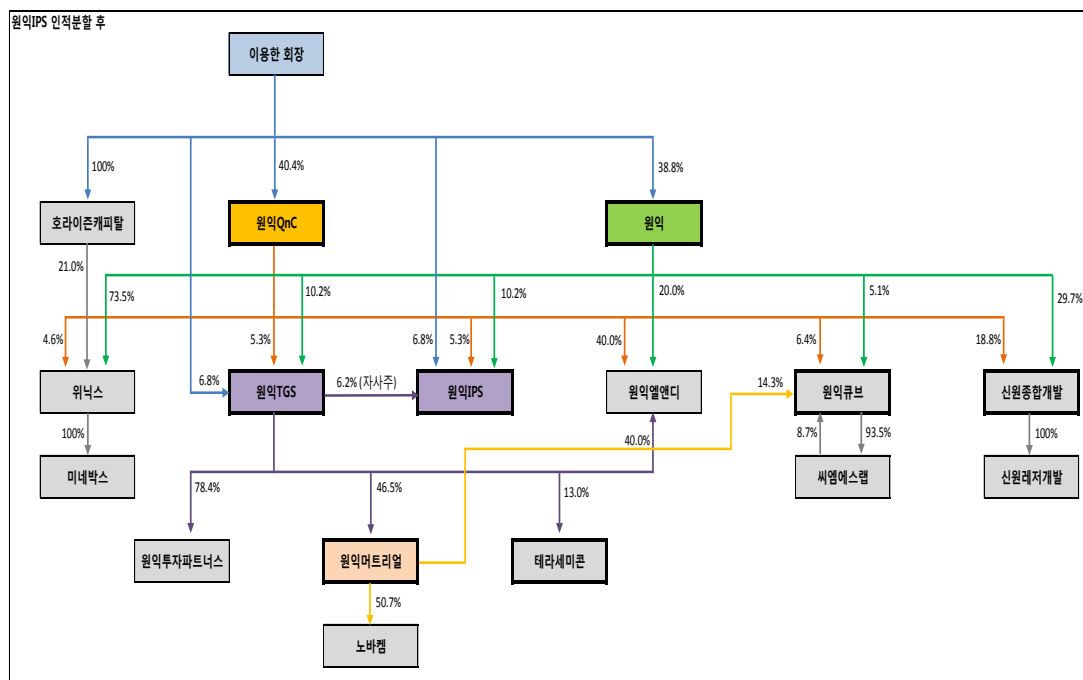 원익IPS 인적분할 후
이용한 회장
100%
40.4%
38.8%
호라이즌캐피탈
원익QnC
원익
21.0%
73.5%
10.2%
10.2%
20.0%
5.1%
29.7%
4.6%
5.3%
6.8%
5.3%
40.0%
6.4%
18.8%
위닉스
6.8%
원익TGS
6.2% (자사주)
원익IPS
원익엘앤디
14.3%
원익큐브
신원종합개발
100%
40.0%
8.7%
93.5%
100%
미네박스
씨엠에스랩
신원레저개발
78.4%
46.5%
13.0%
원익투자파트너스
원익머트리얼
테라세미콘
50.7%
노바켐